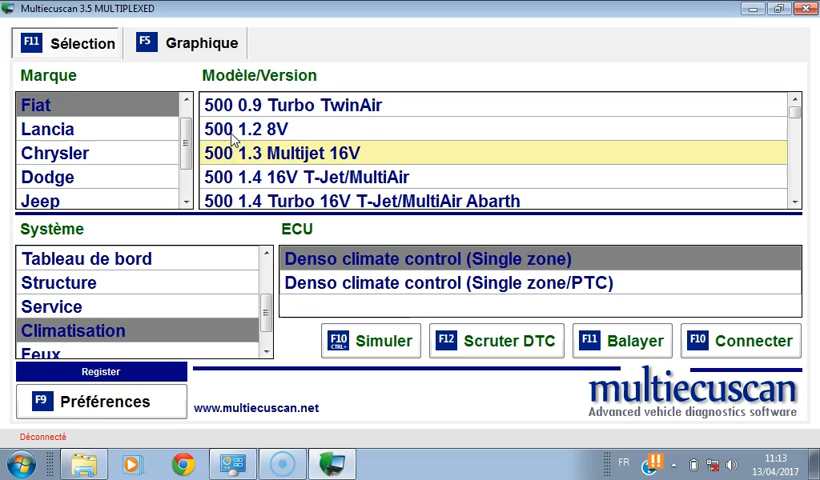 Multiecuscan 3.5 MULTIPLEXED
F11 Sélection
F5 Graphique
Marque
Modèle/Version
Fiat
Lancia
Chrysler
Dodge
Jeep
500 0.9 Turbo TwinAir
500 1.2 8V
500 1.3 Multijet 16V
500 1.4 16V T-Jet/MultiAir
500 1.4 Turbo 16V T-Jet/MultiAir Abarth
Système
ECU
Tableau de bord
Structure
Service
Climatisation
Feux
Denso climate control (Single zone)
Denso climate control (Single zone/PTC)
F10 CTRL+ Simuler
F12 Scruter DTC
F11 Balayer
F10 Connecter
Register
F9 Préférences
www.multiecuscan.net
multiecuscan
Advanced vehicle diagnostics software
Déconnecté
FR
11:13
13/04/2017